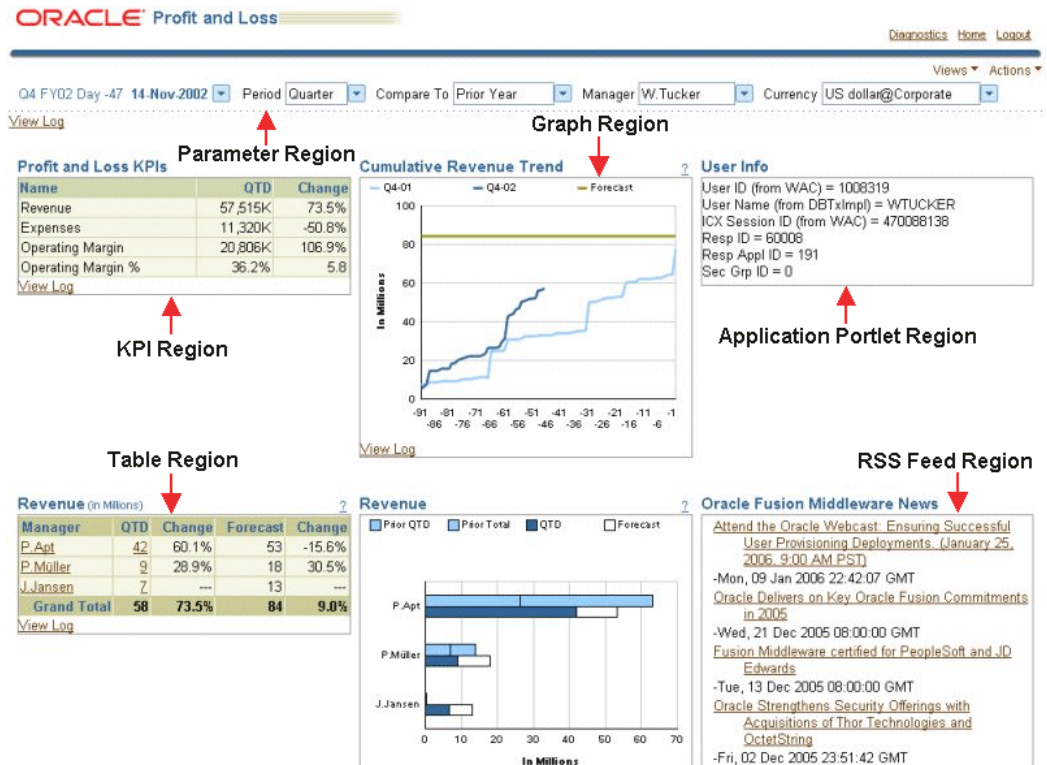 ORACLE Profit and Loss
Diagnostics Home Logout
Views Actions
Q4 FY02 Day -47 14-Nov-2002 Period Quarter Compare To Prior Year Manager W.Tucker Currency US dollar@Corporate
View Log
Parameter Region
Graph Region
Profit and Loss KPIs
Name QTD Change
Revenue 57,515K 73.5%
Expenses 11,320K -50.8%
Operating Margin 20,806K 106.9%
Operating Margin % 36.2% 5.8
View Log
KPI Region
Cumulative Revenue Trend ?
Q4-01 Q4-02 Forecast
100
80
60
40
20
0
In Millions
-91 -81 -71 -61 -51 -41 -31 -21 -11 -1
-86 -76 -66 -56 -46 -36 -26 -16 -6
View Log
User Info
User ID (from WAC) = 1008319
User Name (from DBTxImpl) = WTUCKER
ICX Session ID (from WAC) = 470088138
Resp ID = 60008
Resp Appl ID = 191
Sec Grp ID = 0
Application Portlet Region
Table Region
RSS Feed Region
Revenue (in Millions) ?
Manager QTD Change Forecast Change
P.Apt 42 60.1% 53 -15.6%
P.Müller 9 28.9% 18 30.5%
J.Jansen 7 --- 13 ---
Grand Total 58 73.5% 84 9.0%
View Log
Revenue ?
Prior QTD Prior Total QTD Forecast
P.Apt
P.Müller
J.Jansen
0 10 20 30 40 50 60 70
In Millions
Oracle Fusion Middleware News
Attend the Oracle Webcast: Ensuring Successful
User Provisioning Deployments. (January 25,
2006, 9:00 AM PST)
-Mon, 09 Jan 2006 22:42:07 GMT
Oracle Delivers on Key Oracle Fusion Commitments
in 2005
-Wed, 21 Dec 2005 08:00:00 GMT
Fusion Middleware certified for PeopleSoft and JD
Edwards
-Tue, 13 Dec 2005 08:00:00 GMT
Oracle Strengthens Security Offerings with
Acquisitions of Thor Technologies and
OctetString
-Fri, 02 Dec 2005 23:51:42 GMT